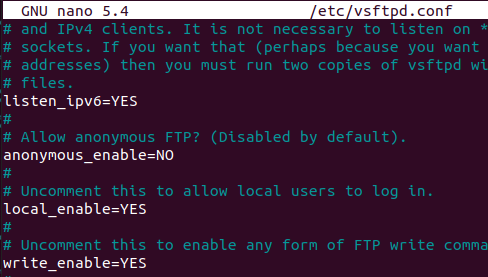 GNU nano 5.4 /etc/vsftpd.conf
# and IPv4 clients. It is not necessary to listen on *
# sockets. If you want that (perhaps because you want
# addresses) then you must run two copies of vsftpd wi
# files.
listen_ipv6=YES
#
# Allow anonymous FTP? (Disabled by default).
anonymous_enable=NO
#
# Uncomment this to allow local users to log in.
local_enable=YES
#
# Uncomment this to enable any form of FTP write comma
write_enable=YES